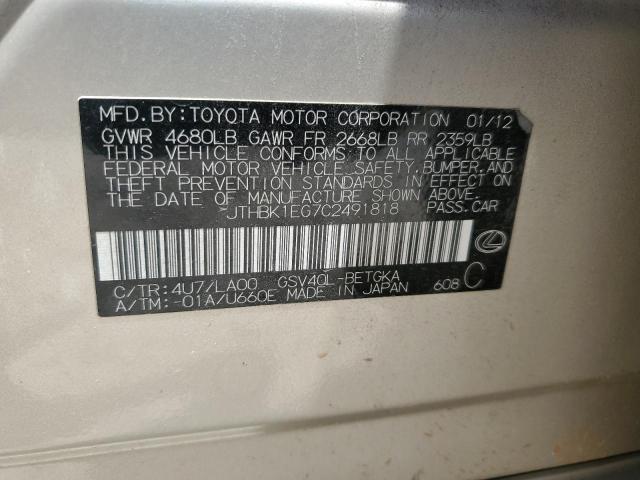 MFD.BY:TOYOTA MOTOR CORPORATION 01/12
GVWR 4680LB GAWR FR 2668LB RR 2359LB
THIS VEHICLE CONFORMS TO ALL APPLICABLE
FEDERAL MOTOR VEHICLE SAFETY,BUMPER,AND
THEFT PREVENTION STANDARDS IN EFFECT ON
THE DATE OF MANUFACTURE SHOWN ABOVE.
JTHBK1EG7C2491818 PASS.CAR
C/TR:4U7/LA00 GSV40L-BETGKA
A/TM:-01A/U660E MADE IN JAPAN 608 C